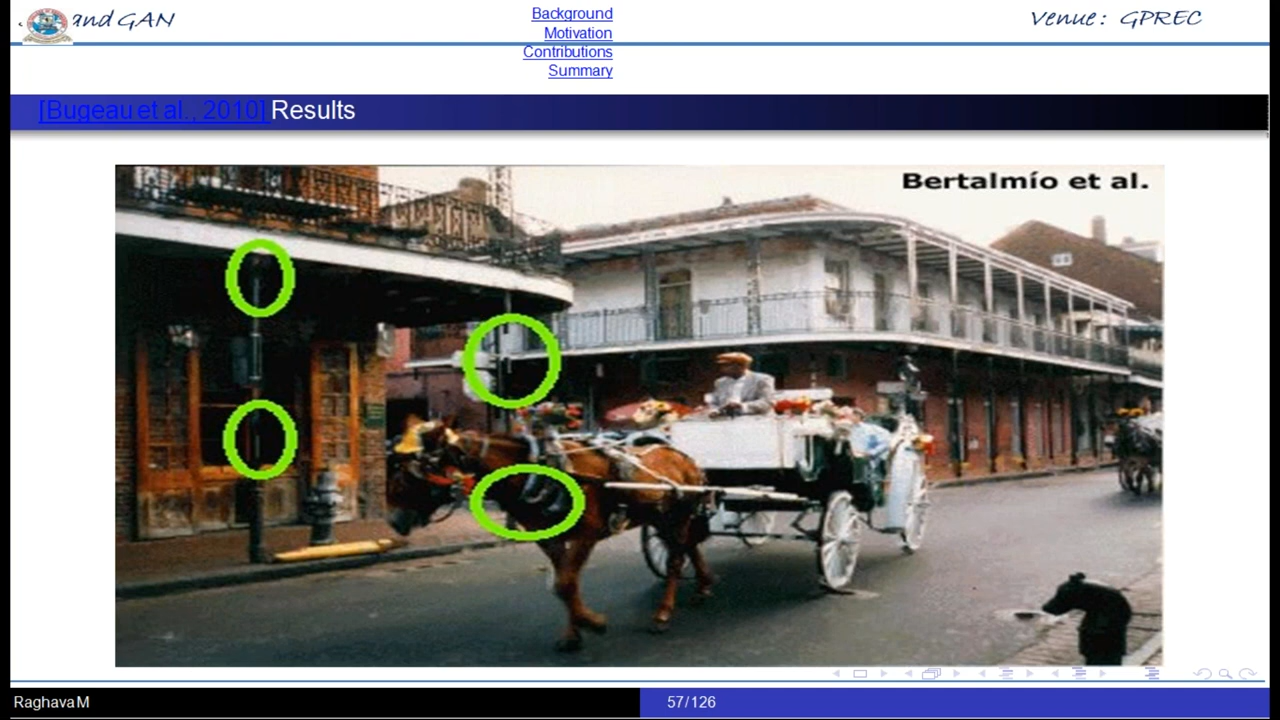 and GAN
Venue: GPREC
Background
Motivation
Contributions
Summary
[Bugeau et al., 2010] Results
Bertalmío et al.
Raghava M
57/126